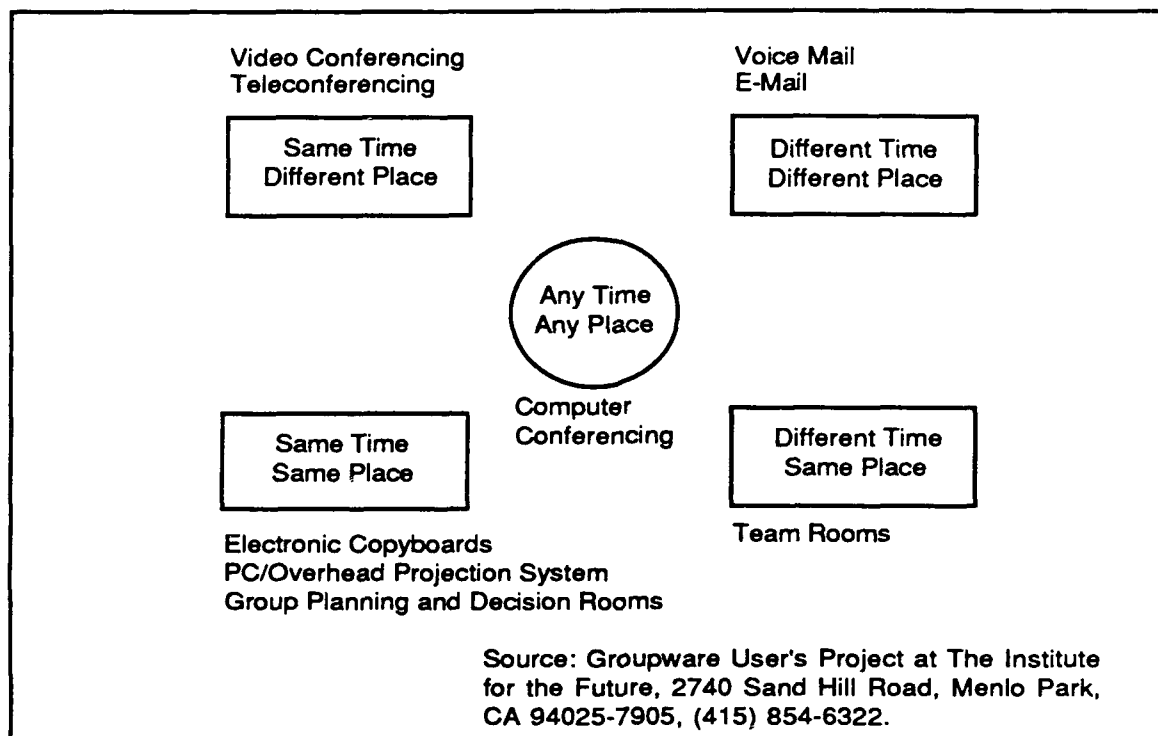 Video Conferencing
Teleconferencing
Same Time
Different Place
Voice Mail
E-Mail
Different Time
Different Place
Any Time
Any Place
Computer
Conferencing
Same Time
Same Place
Electronic Copyboards
PC/Overhead Projection System
Group Planning and Decision Rooms
Different Time
Same Place
Team Rooms
Source: Groupware User's Project at The Institute
for the Future, 2740 Sand Hill Road, Menlo Park,
CA 94025-7905, (415) 854-6322.